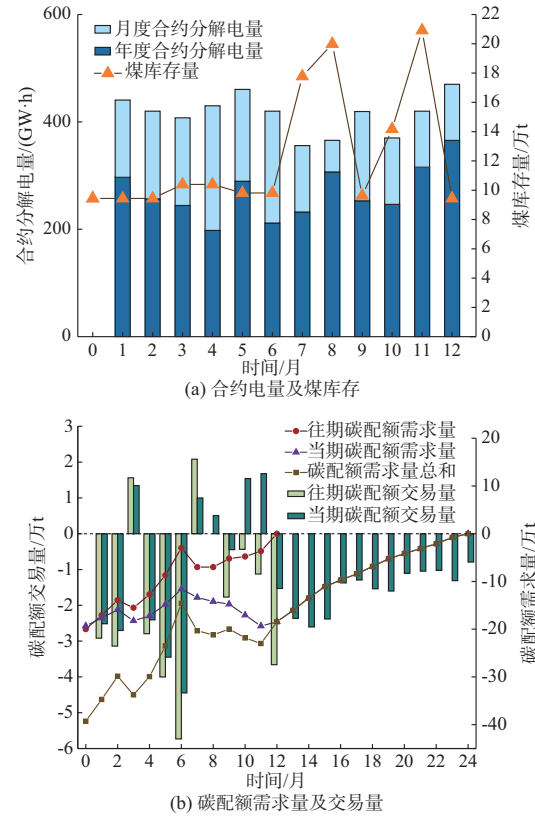 600
400
200
0
合约分解电量/(GW·h)
月度合约分解电量
年度合约分解电量
煤库存量
22
20
18
16
14
12
10
8
6
4
2
0
煤库存量/万t
0 1 2 3 4 5 6 7 8 9 10 11 12
时间/月
(a) 合约电量及煤库存
3
2
1
0
-1
-2
-3
-4
-5
-6
碳配额交易量/万t
往期碳配额需求量
当期碳配额需求量
碳配额需求量总和
往期碳配额交易量
当期碳配额交易量
20
10
0
-10
-20
-30
-40
碳配额需求量/万t
0 2 4 6 8 10 12 14 16 18 20 22 24
时间/月
(b) 碳配额需求量及交易量